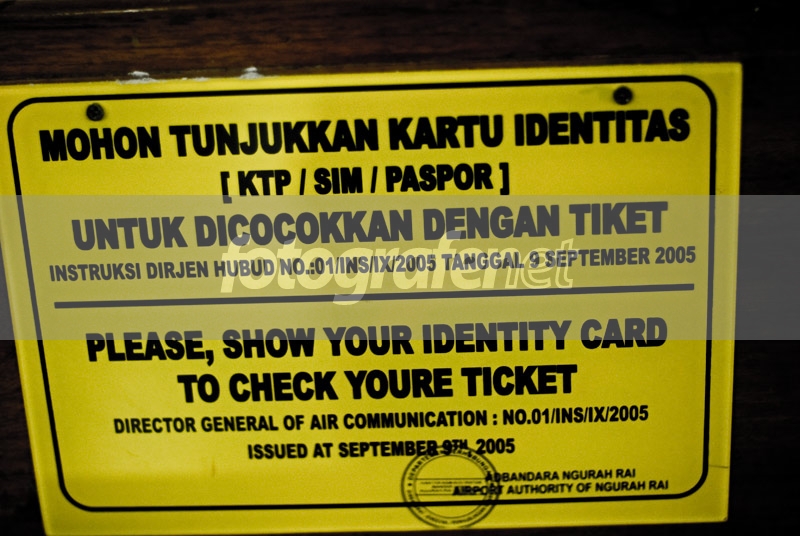 MOHON TUNJUKKAN KARTU IDENTITAS
[ KTP / SIM / PASPOR ]
UNTUK DICOCOKKAN DENGAN TIKET
INSTRUKSI DIRJEN HUBUD NO.:01/INS/IX/2005 TANGGAL 9 SEPTEMBER 2005
fotografer.net
PLEASE, SHOW YOUR IDENTITY CARD
TO CHECK YOURE TICKET
DIRECTOR GENERAL OF AIR COMMUNICATION : NO.01/INS/IX/2005
ISSUED AT SEPTEMBER 9TH, 2005
ADBANDARA NGURAH RAI
AIRPORT AUTHORITY OF NGURAH RAI